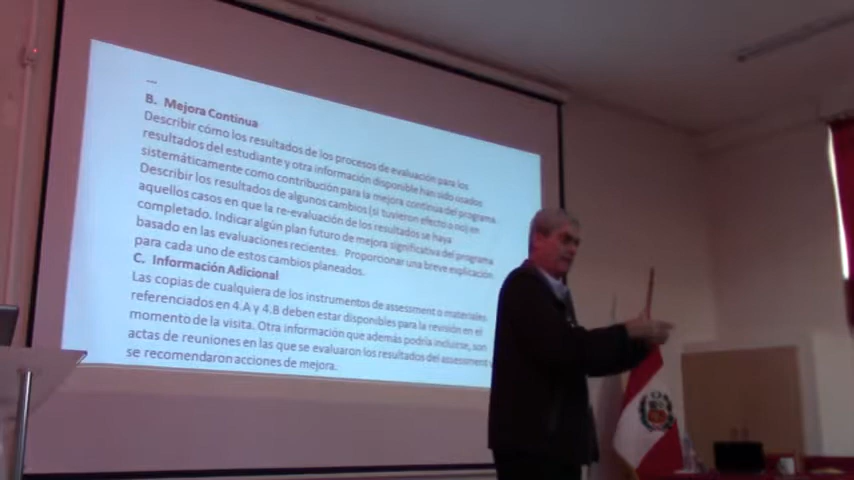 ...
B. Mejora Continua
Describir cómo los resultados de los procesos de evaluación para los
resultados del estudiante y otra información disponible han sido usados
sistemáticamente como contribución para la mejora continua del programa.
Describir los resultados de algunos cambios (si tuvieron efecto o no) en
aquellos casos en que la re-evaluación de los resultados se haya
completado. Indicar algún plan futuro de mejora significativa del programa
basado en las evaluaciones recientes. Proporcionar una breve explicación
para cada uno de estos cambios planeados.
C. Información Adicional
Las copias de cualquiera de los instrumentos de assessment o materiales
referenciados en 4.A y 4.B deben estar disponibles para la revisión en el
momento de la visita. Otra información que además podría incluirse, son
actas de reuniones en las que se evaluaron los resultados del assessment
se recomendaron acciones de mejora.